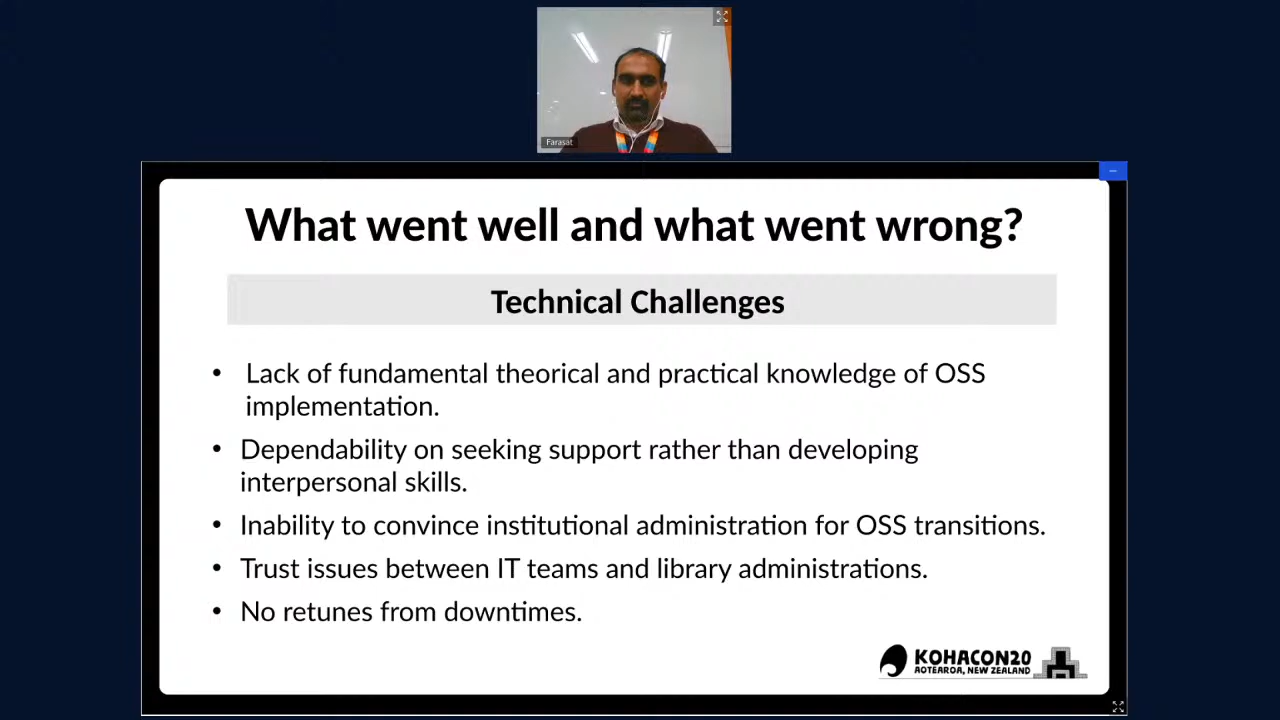 Farasat
What went well and what went wrong?
Technical Challenges
• Lack of fundamental theorical and practical knowledge of OSS
implementation.
• Dependability on seeking support rather than developing
interpersonal skills.
• Inability to convince institutional administration for OSS transitions.
• Trust issues between IT teams and library administrations.
• No retunes from downtimes.
KOHACON20
AOTEAROA, NEW ZEALAND